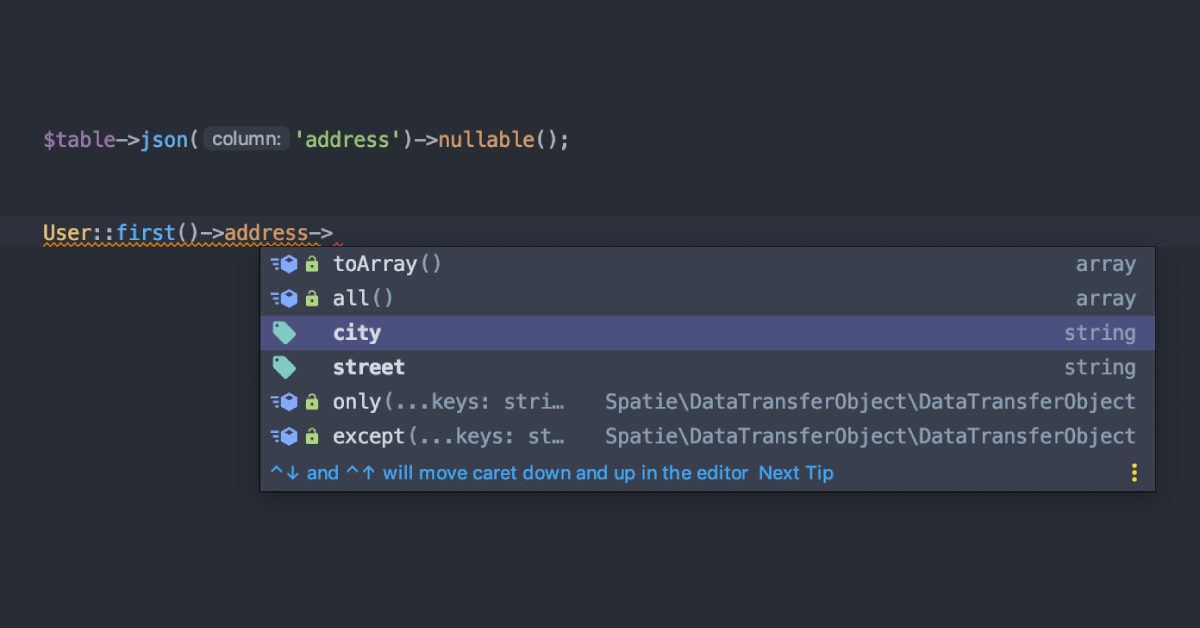 $table->json( column: 'address')->nullable();
User::first()->address->
toArray() array
all() array
city string
street string
only(...keys: stri… Spatie\DataTransferObject\DataTransferObject
except(...keys: st… Spatie\DataTransferObject\DataTransferObject
^↓ and ^↑ will move caret down and up in the editor Next Tip